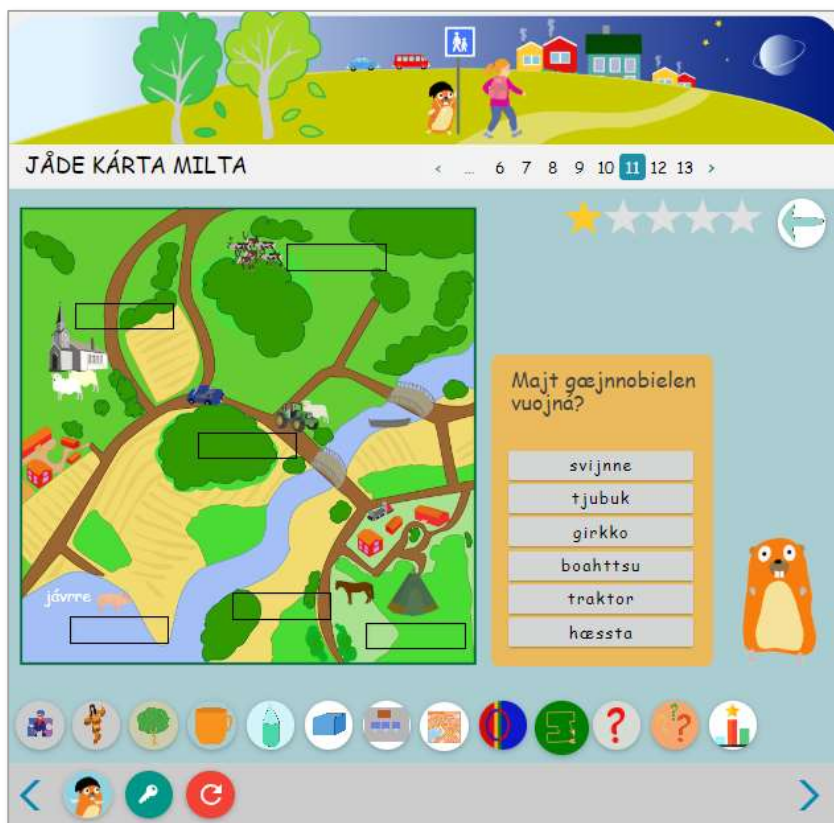 JÅDE KÁRTA MILTA
‹ ... 6 7 8 9 10 11 12 13 ›
Majt gæjnnobielen
vuojná?
svijnne
tjubuk
girkko
boahttsu
traktor
hæssta
jávrre